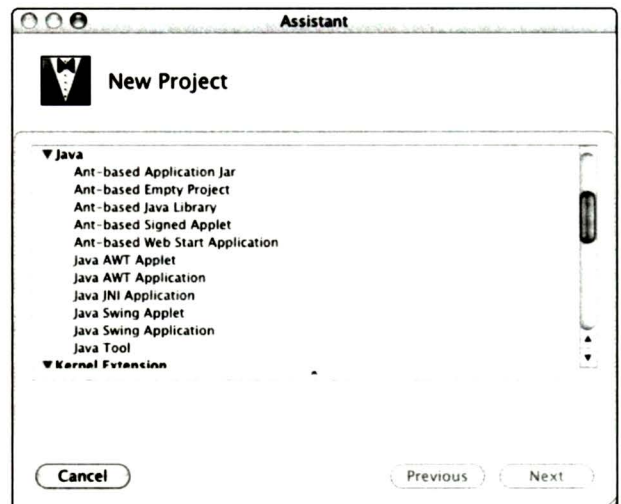 Assistant
New Project
▼ Java
Ant-based Application Jar
Ant-based Empty Project
Ant-based Java Library
Ant-based Signed Applet
Ant-based Web Start Application
Java AWT Applet
Java AWT Application
Java JNI Application
Java Swing Applet
Java Swing Application
Java Tool
▼ Kernel Extension
Cancel
Previous
Next